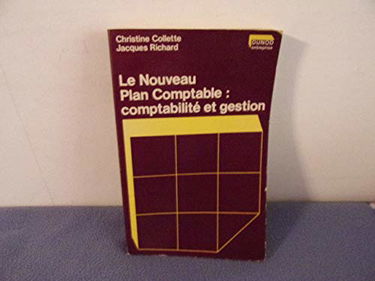 Christine Collette
Jacques Richard
DUNOD
entreprise
Le Nouveau
Plan Comptable :
comptabilité et gestion